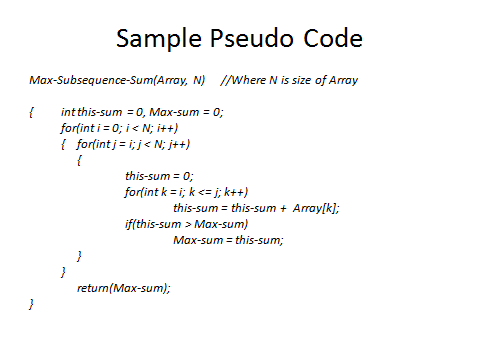 Sample Pseudo Code
Max-Subsequence-Sum(Array, N) //Where N is size of Array
{ int this-sum = 0, Max-sum = 0;
for(int i = 0; i < N; i++)
{ for(int j = i; j < N; j++)
{
this-sum = 0;
for(int k = i; k <= j; k++)
this-sum = this-sum + Array[k];
if(this-sum > Max-sum)
Max-sum = this-sum;
}
}
return(Max-sum);
}